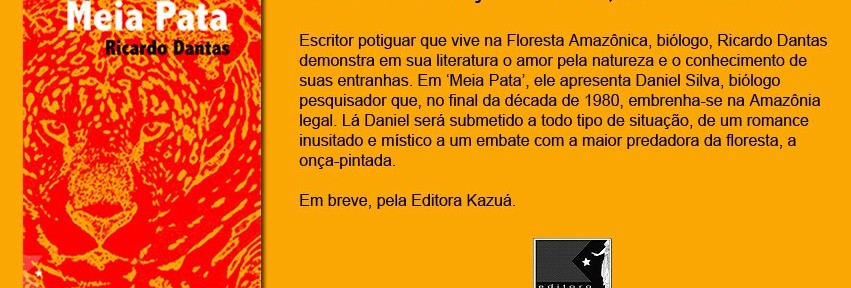 Meia Pata
Ricardo Dantas
Escritor potiguar que vive na Floresta Amazônica, biólogo, Ricardo Dantas
demonstra em sua literatura o amor pela natureza e o conhecimento de
suas entranhas. Em ‘Meia Pata’, ele apresenta Daniel Silva, biólogo
pesquisador que, no final da década de 1980, embrenha-se na Amazônia
legal. Lá Daniel será submetido a todo tipo de situação, de um romance
inusitado e místico a um embate com a maior predadora da floresta, a
onça-pintada.
Em breve, pela Editora Kazuá.
editora